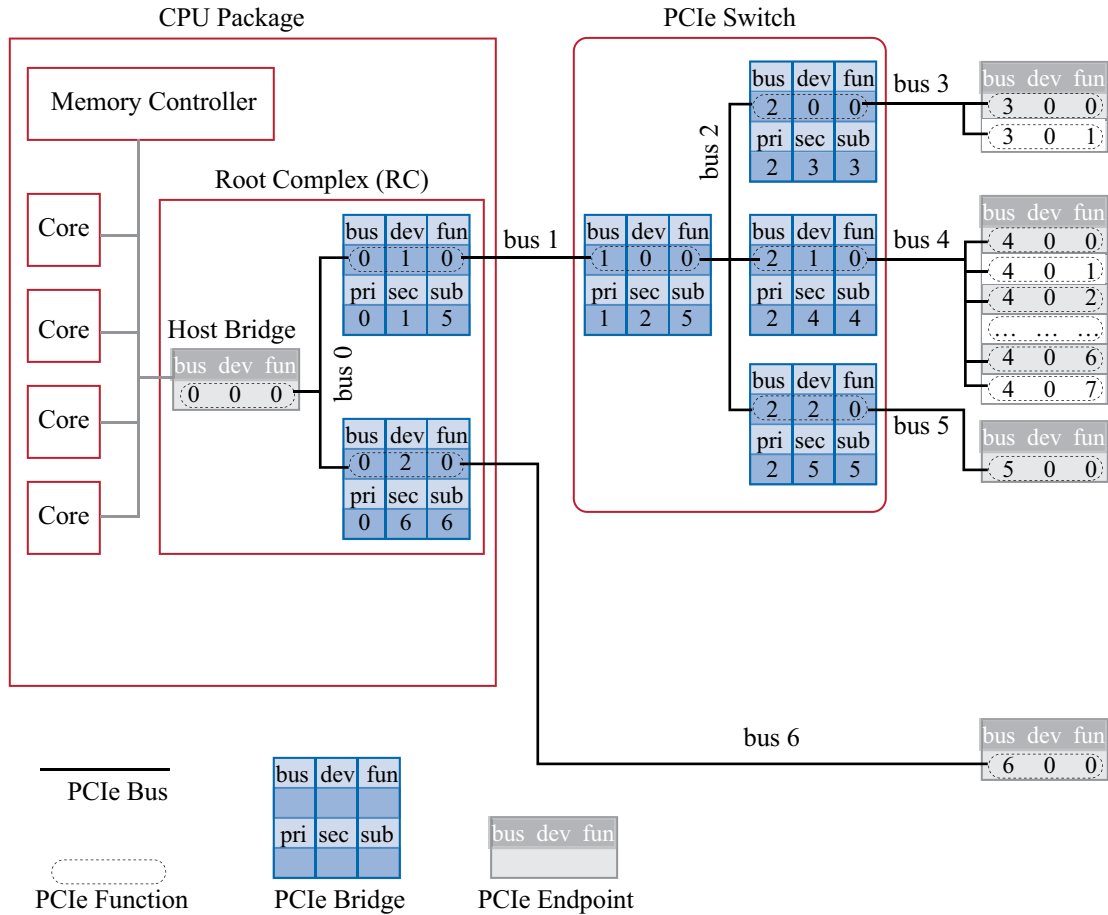 CPU Package
PCIe Switch
Memory Controller
Root Complex (RC)
Core
Core
Core
Core
Host Bridge
bus dev fun
0 0 0
bus 0
bus dev fun
0 1 0
pri sec sub
0 1 5
bus dev fun
0 2 0
pri sec sub
0 6 6
bus 1
bus dev fun
1 0 0
pri sec sub
1 2 5
bus 2
bus dev fun
2 0 0
pri sec sub
2 3 3
bus dev fun
2 1 0
pri sec sub
2 4 4
bus dev fun
2 2 0
pri sec sub
2 5 5
bus 3
bus dev fun
3 0 0
3 0 1
bus 4
bus dev fun
4 0 0
4 0 1
4 0 2
... ... ...
4 0 6
4 0 7
bus 5
bus dev fun
5 0 0
bus 6
bus dev fun
6 0 0
PCIe Bus
PCIe Function
bus dev fun
pri sec sub
PCIe Bridge
bus dev fun
PCIe Endpoint